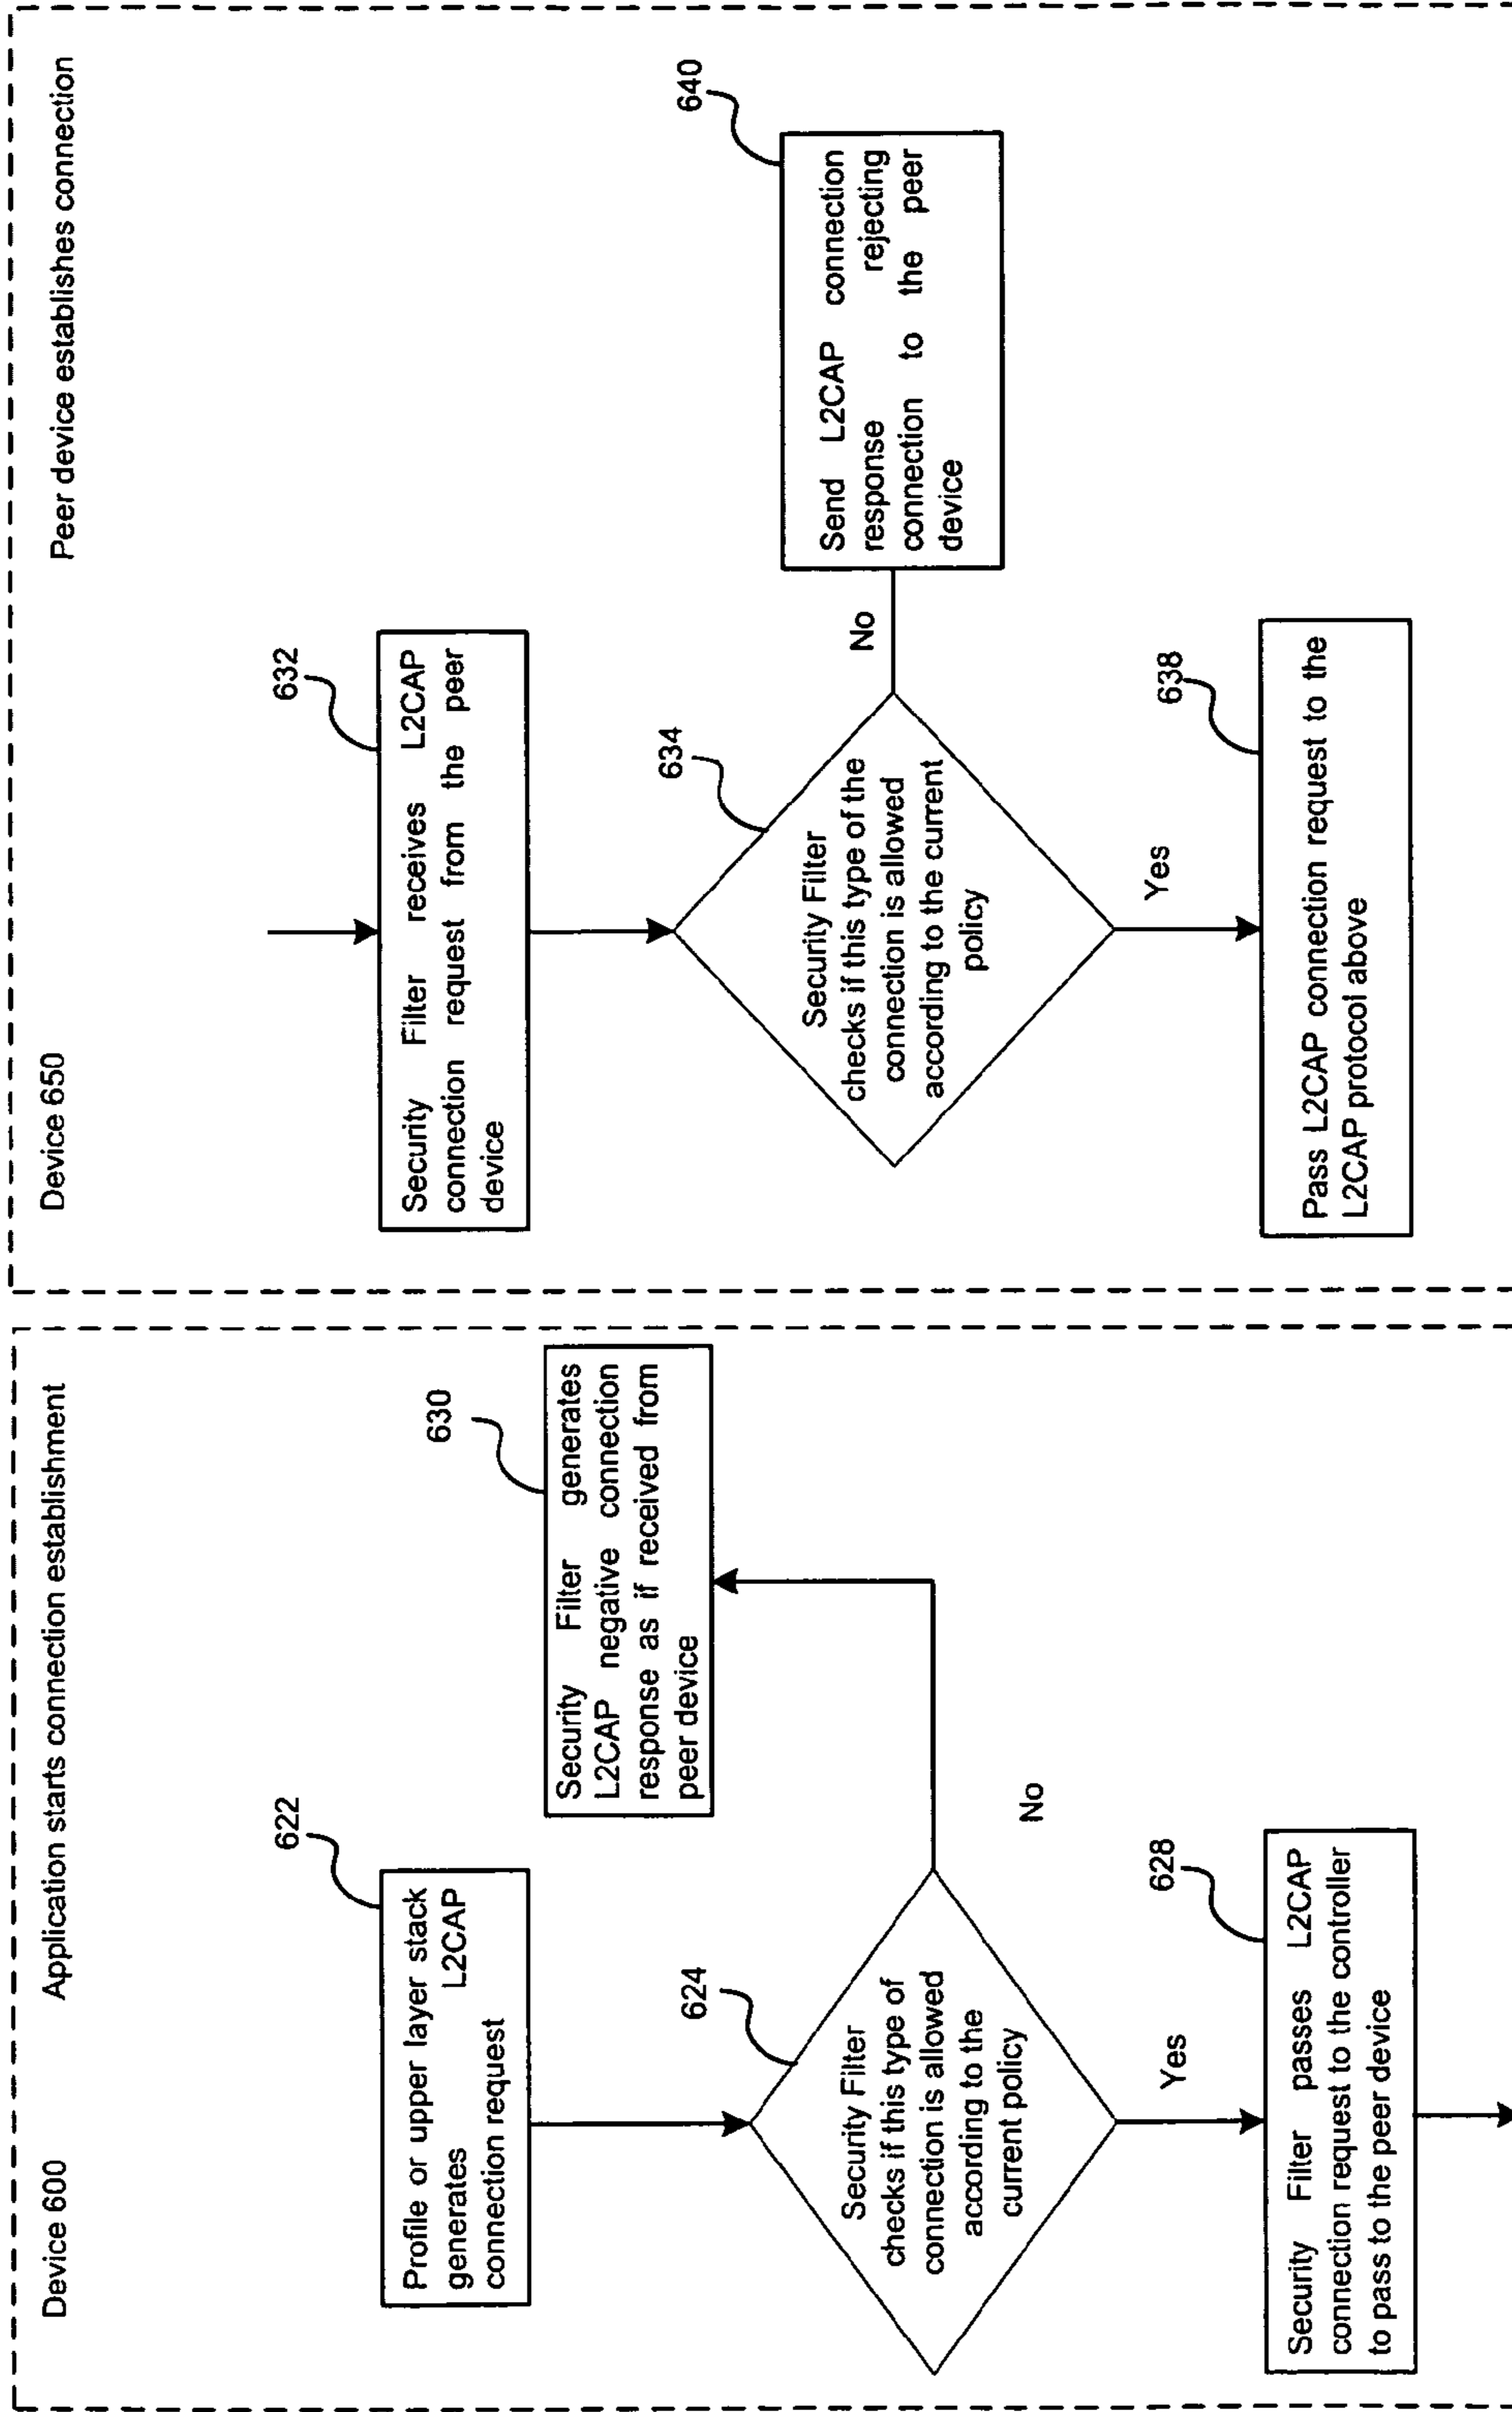 Device 600
Application starts connection establishment
622
Profile or upper layer stack
generates L2CAP
connection request
624
Security Filter
checks if this type of
connection is allowed
according to the
current policy
No
630
Security Filter generates
L2CAP negative connection
response as if received from
peer device
Yes
628
Security Filter passes L2CAP
connection request to the controller
to pass to the peer device
Device 650
Peer device establishes connection
632
Security Filter receives L2CAP
connection request from the peer
device
634
Security Filter
checks if this type of the
connection is allowed
according to the current
policy
No
640
Send L2CAP connection
response rejecting
connection to the peer
device
Yes
638
Pass L2CAP connection request to the
L2CAP protocol above